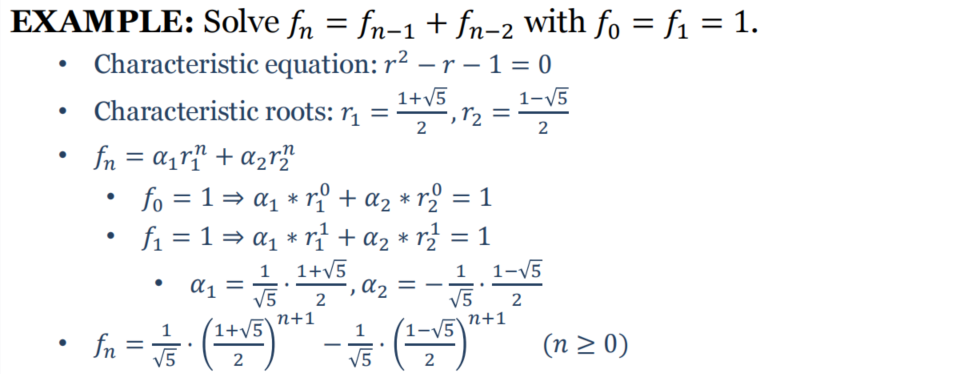 EXAMPLE: Solve fₙ = fₙ₋₁ + fₙ₋₂ with f₀ = f₁ = 1.
• Characteristic equation: r² − r − 1 = 0
• Characteristic roots: r₁ = (1+√5)/2, r₂ = (1−√5)/2
• fₙ = α₁r₁ⁿ + α₂r₂ⁿ
• f₀ = 1 ⇒ α₁ * r₁⁰ + α₂ * r₂⁰ = 1
• f₁ = 1 ⇒ α₁ * r₁¹ + α₂ * r₂¹ = 1
• α₁ = 1/√5 · (1+√5)/2, α₂ = − 1/√5 · (1−√5)/2
• fₙ = 1/√5 · ((1+√5)/2)ⁿ⁺¹ − 1/√5 · ((1−√5)/2)ⁿ⁺¹ (n ≥ 0)